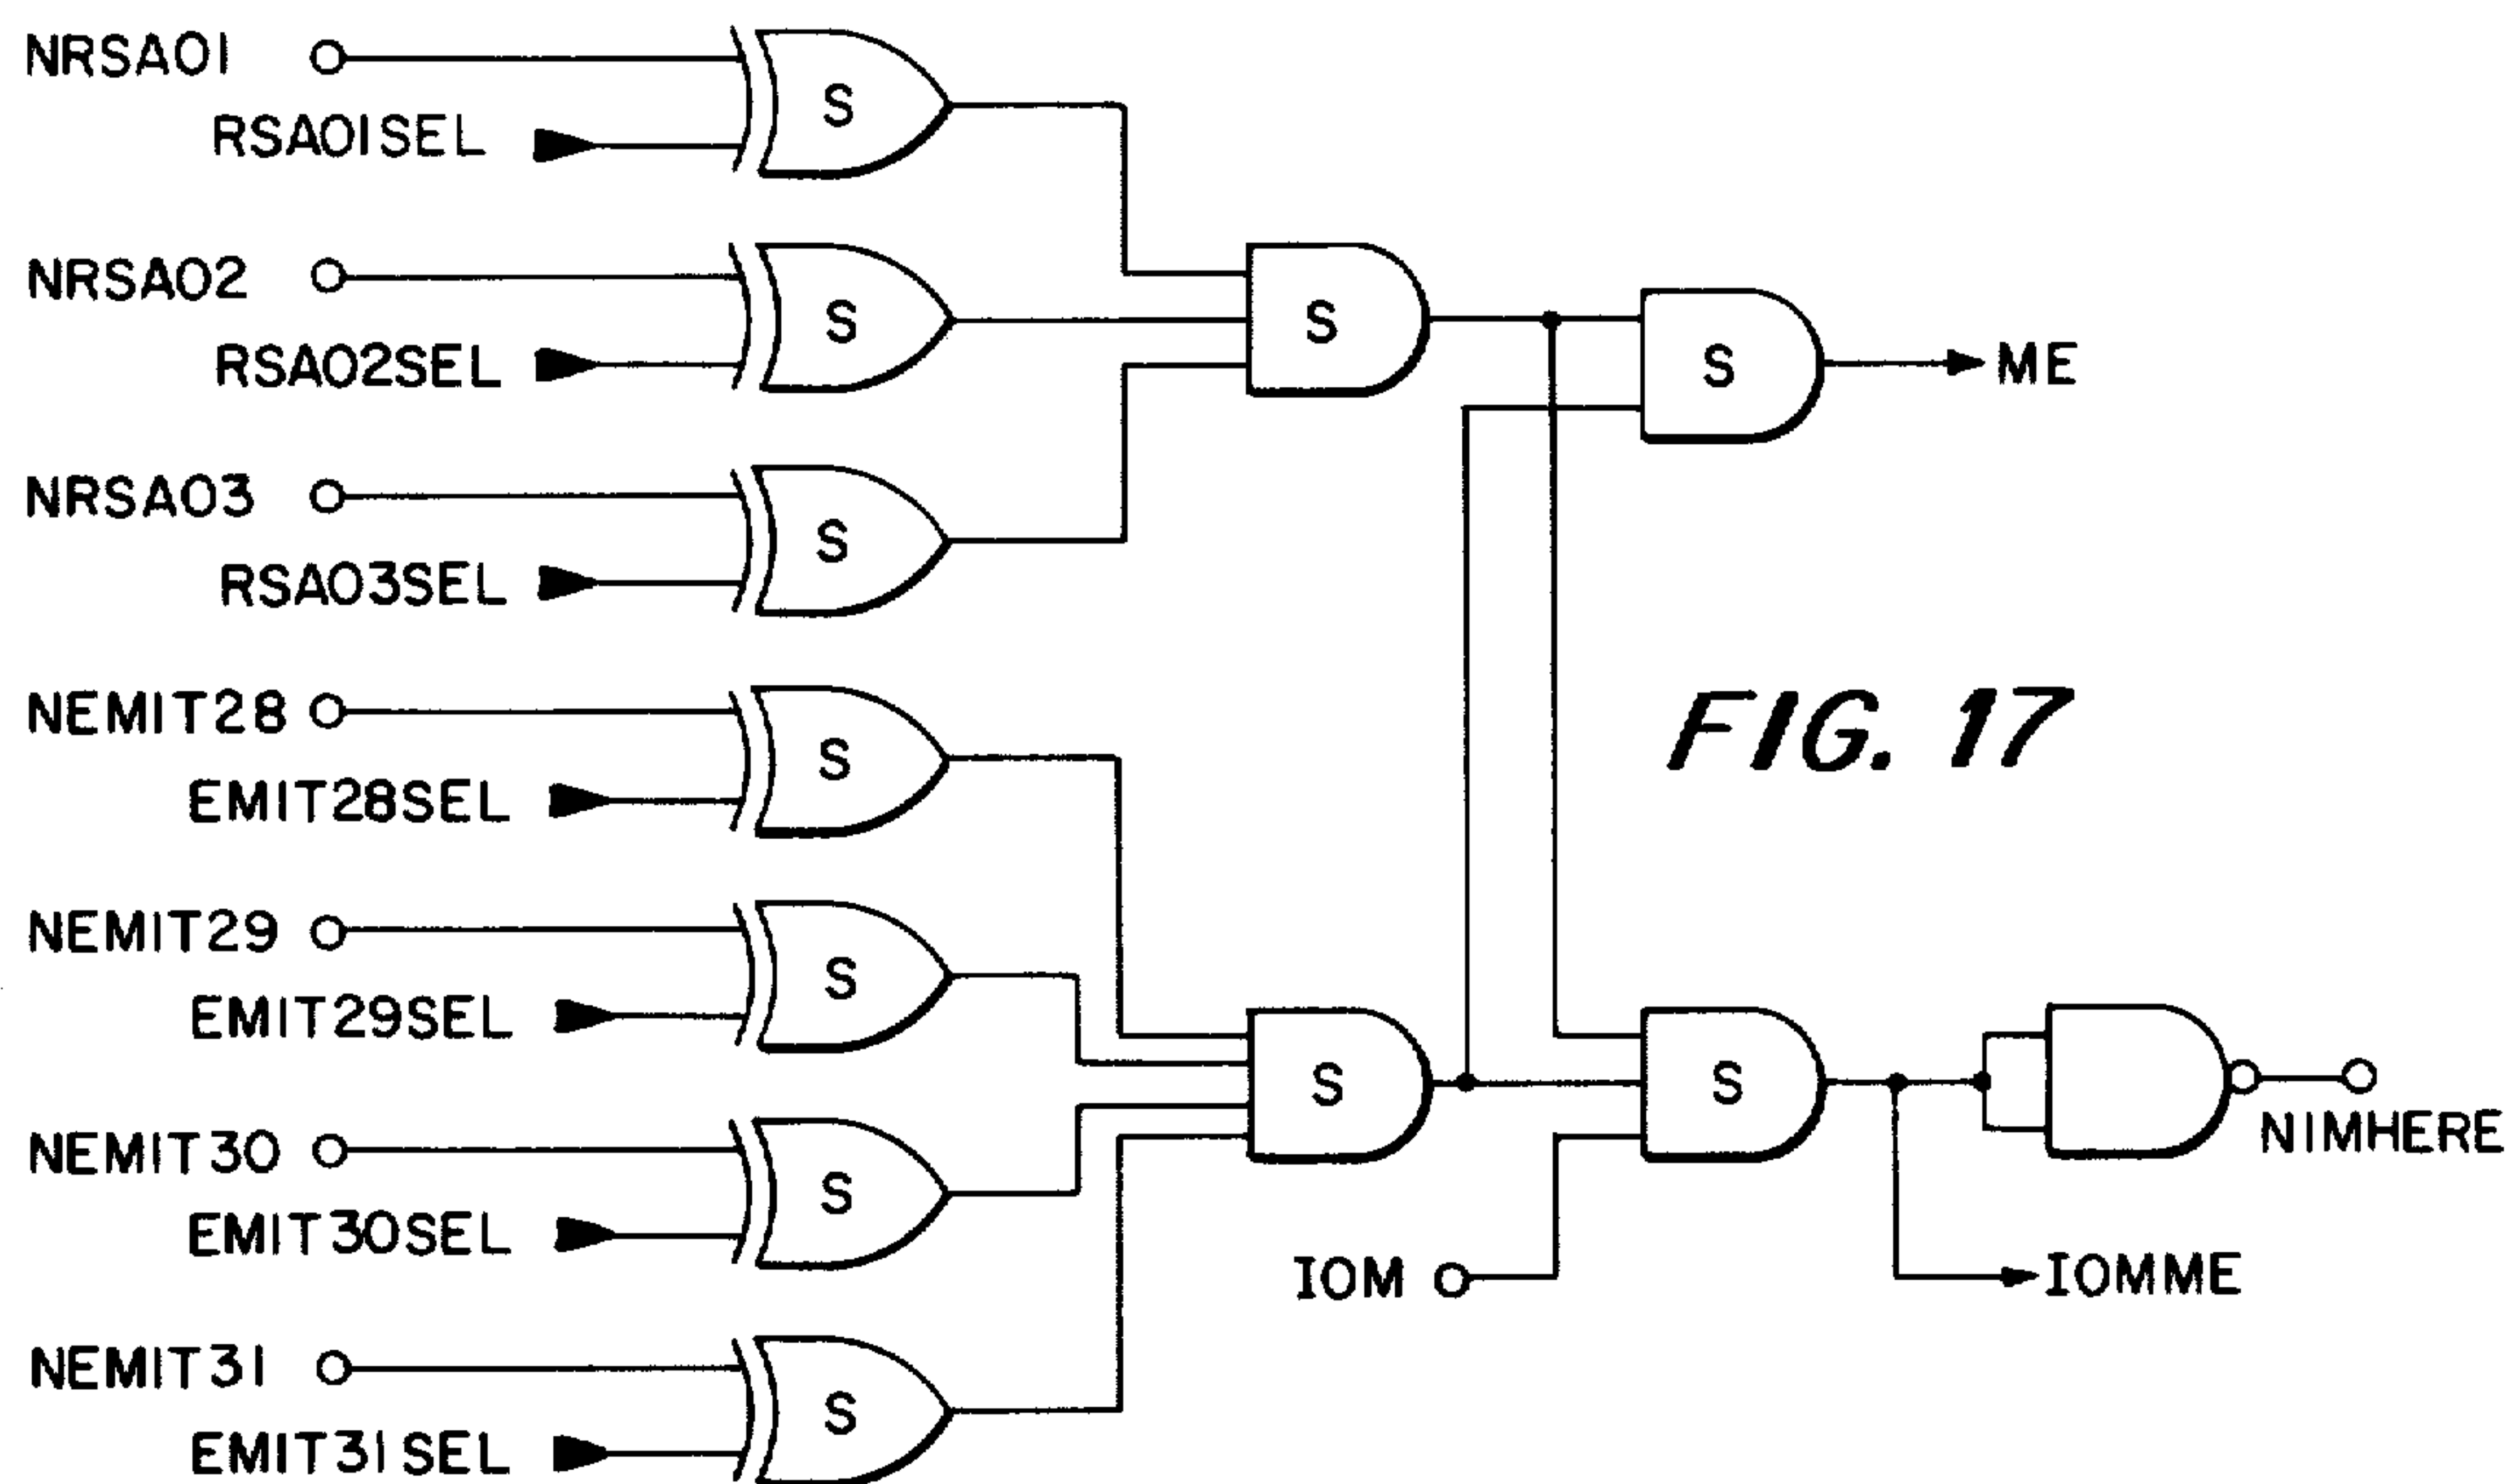 NRSA01
RSA01SEL
S
NRSA02
RSA02SEL
S
S
S
ME
NRSA03
RSA03SEL
S
NEMIT28
EMIT28SEL
S
FIG. 17
NEMIT29
EMIT29SEL
S
S
S
NIMHERE
NEMIT30
EMIT30SEL
S
IOM
IOMME
NEMIT31
EMIT31SEL
S